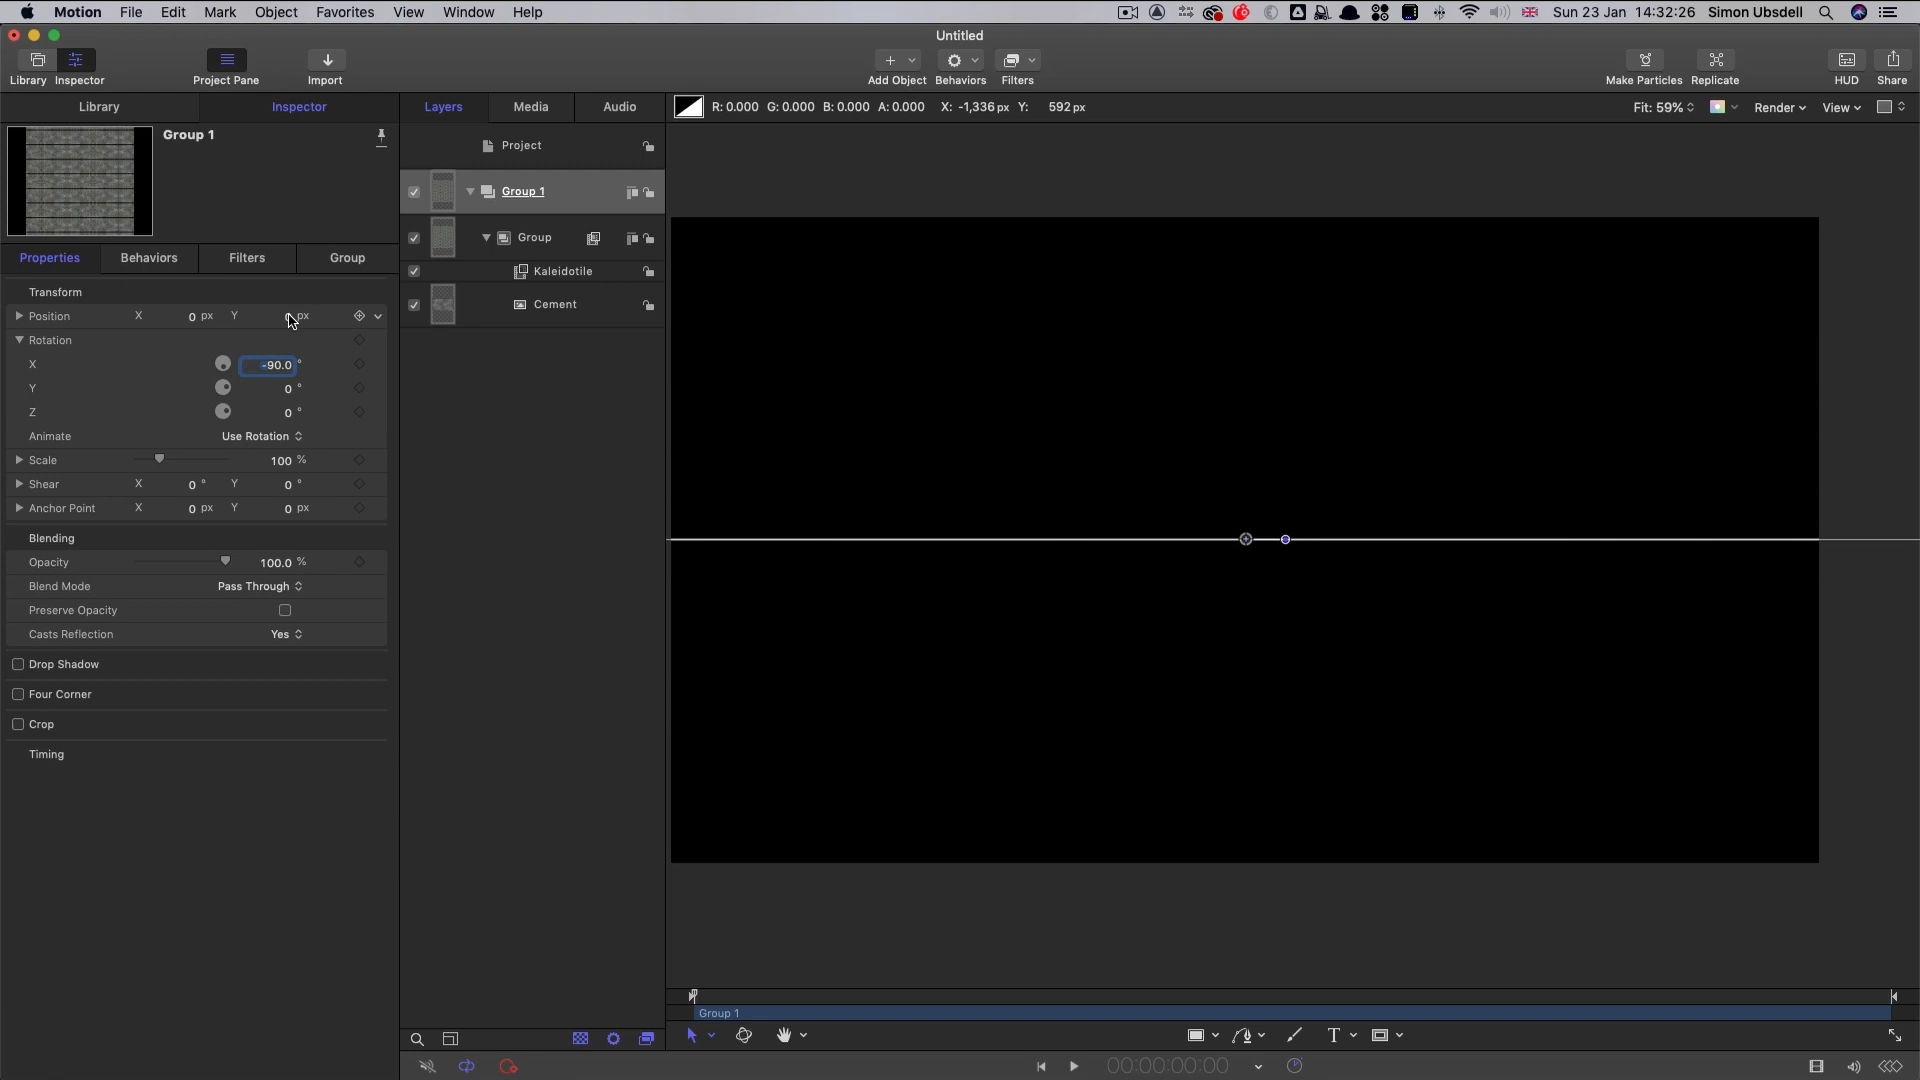 Motion File Edit Mark Object Favorites View Window Help Sun 23 Jan 14:32:26 Simon Ubsdell
Untitled
Library Inspector Project Pane Import Add Object Behaviors Filters Make Particles Replicate HUD Share
Library Inspector Layers Media Audio R: 0.000 G: 0.000 B: 0.000 A: 0.000 X: -1,336 px Y: 592 px Fit: 59% Render View
Group 1
Project
Group 1
Group
Properties Behaviors Filters Group
Kaleidotile
Transform
Cement
Position X 0 px Y 0 px
Rotation
X -90.0 °
Y 0 °
Z 0 °
Animate Use Rotation
Scale 100 %
Shear X 0 ° Y 0 °
Anchor Point X 0 px Y 0 px
Blending
Opacity 100.0 %
Blend Mode Pass Through
Preserve Opacity
Casts Reflection Yes
Drop Shadow
Four Corner
Crop
Timing
Group 1
T
00:00:00:00